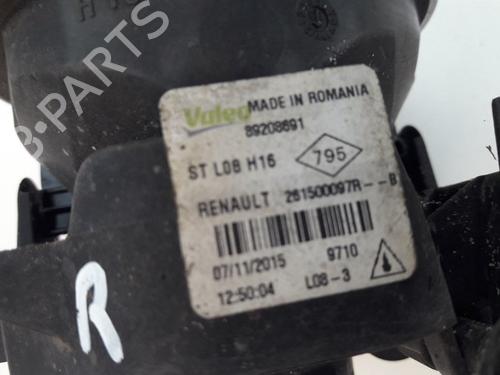 Valeo MADE IN ROMANIA
89208691
ST L08 H16 795
RENAULT 261500097R--B
07/11/2015 9710
12:50:04 L08-3
R
B-PARTS